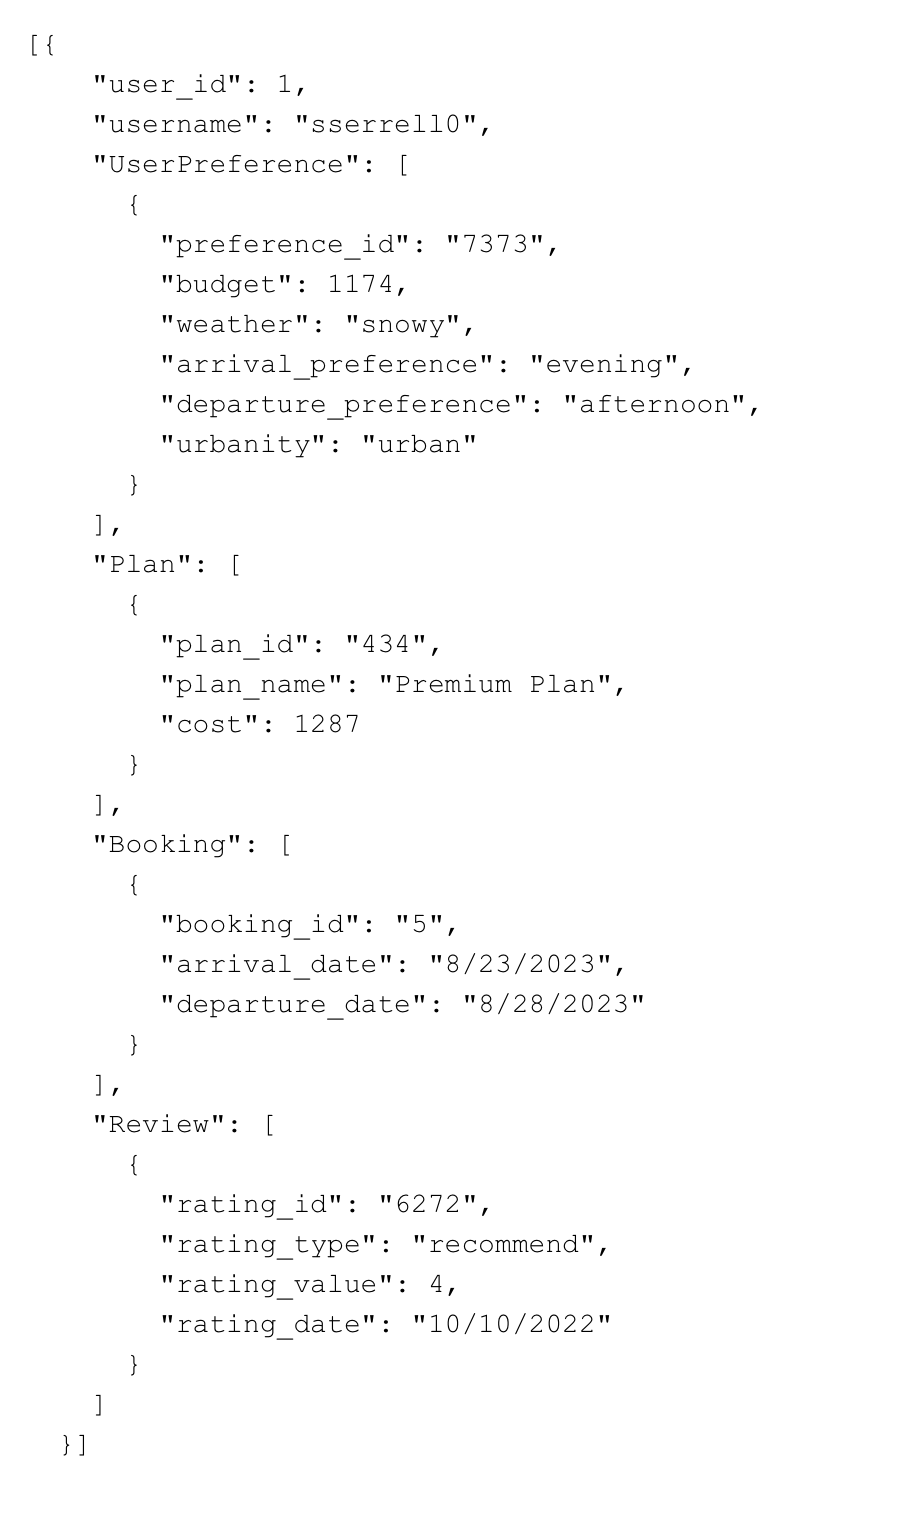 [{
    "user_id": 1,
    "username": "sserrell0",
    "UserPreference": [
      {
        "preference_id": "7373",
        "budget": 1174,
        "weather": "snowy",
        "arrival_preference": "evening",
        "departure_preference": "afternoon",
        "urbanity": "urban"
      }
    ],
    "Plan": [
      {
        "plan_id": "434",
        "plan_name": "Premium Plan",
        "cost": 1287
      }
    ],
    "Booking": [
      {
        "booking_id": "5",
        "arrival_date": "8/23/2023",
        "departure_date": "8/28/2023"
      }
    ],
    "Review": [
      {
        "rating_id": "6272",
        "rating_type": "recommend",
        "rating_value": 4,
        "rating_date": "10/10/2022"
      }
    ]
  }]